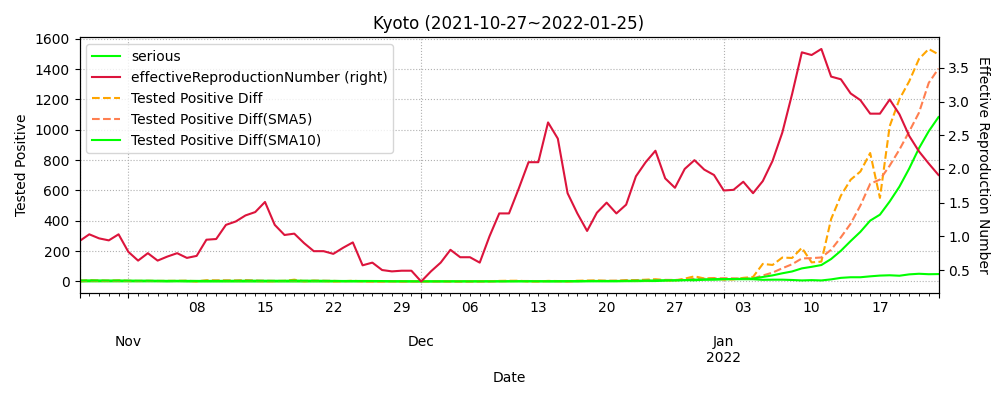 Kyoto (2021-10-27~2022-01-25)
serious
effectiveReproductionNumber (right)
Tested Positive Diff
Tested Positive Diff(SMA5)
Tested Positive Diff(SMA10)
Tested Positive
1600
1400
1200
1000
800
600
400
200
0
Effective Reproduction Number
3.5
3.0
2.5
2.0
1.5
1.0
0.5
08 15 22 29 06 13 20 27 03 10 17
Nov Dec Jan
2022
Date